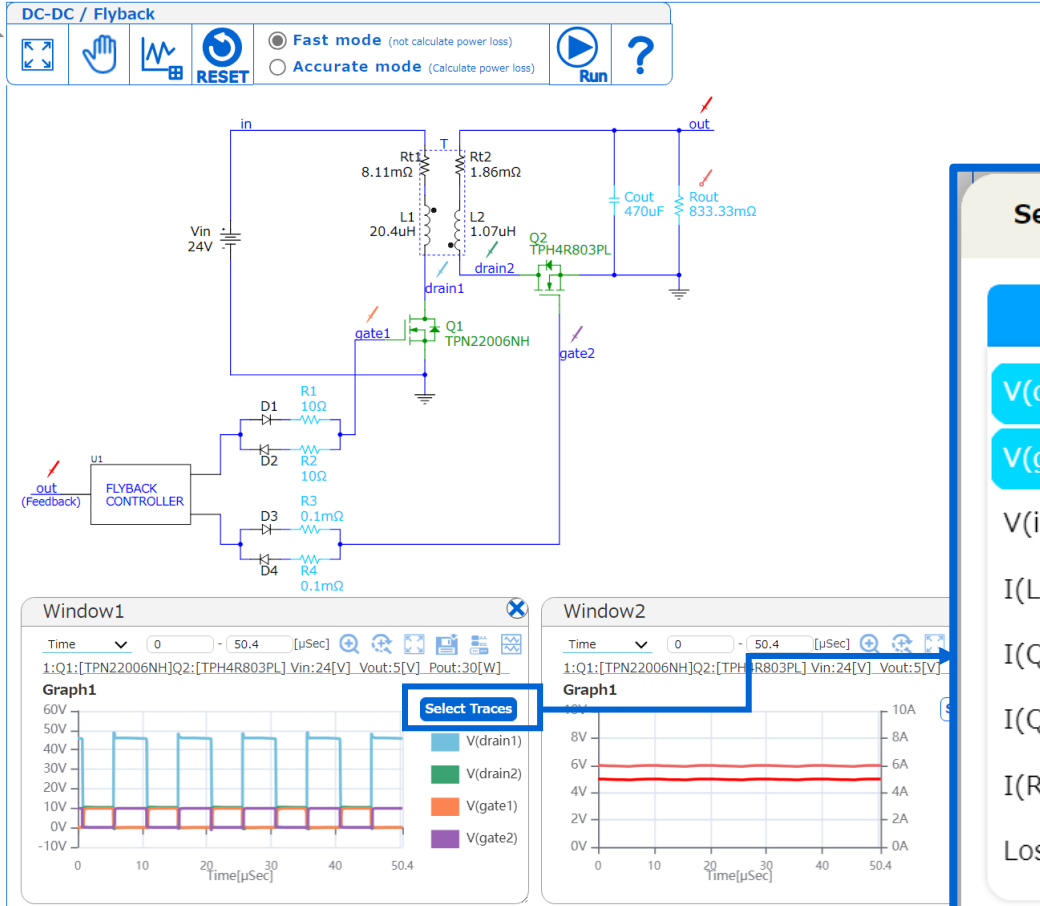 DC-DC / Flyback
RESET
Fast mode (not calculate power loss)
Accurate mode (Calculate power loss)
Run
?
in
out
T
Rt1
8.11mΩ
Rt2
1.86mΩ
L1
20.4uH
L2
1.07uH
Cout
470uF
Rout
833.33mΩ
Vin
24V
+
-
Q2
TPH4R803PL
drain2
drain1
gate1
Q1
TPN22006NH
gate2
R1
10Ω
D1
D2
R2
10Ω
U1
FLYBACK
CONTROLLER
out
(Feedback)
R3
0.1mΩ
D3
D4
R4
0.1mΩ
Window1
Time
0 - 50.4 [μSec]
1:Q1:[TPN22006NH]Q2:[TPH4R803PL] Vin:24[V] Vout:5[V] Pout:30[W]
Graph1
Select Traces
60V
50V
40V
30V
20V
10V
0V
-10V
0 10 20 30 40 50.4
Time[μSec]
V(drain1)
V(drain2)
V(gate1)
V(gate2)
Window2
Time
0 - 50.4 [μSec]
1:Q1:[TPN22006NH]Q2:[TPH4R803PL] Vin:24[V] Vout:5[V]
Graph1
10V
8V
6V
4V
2V
0V
10A
8A
6A
4A
2A
0A
0 10 20 30 40 50.4
Time[μSec]
Se
V(
V(g
V(i
I(L
I(Q
I(Q
I(R
Los